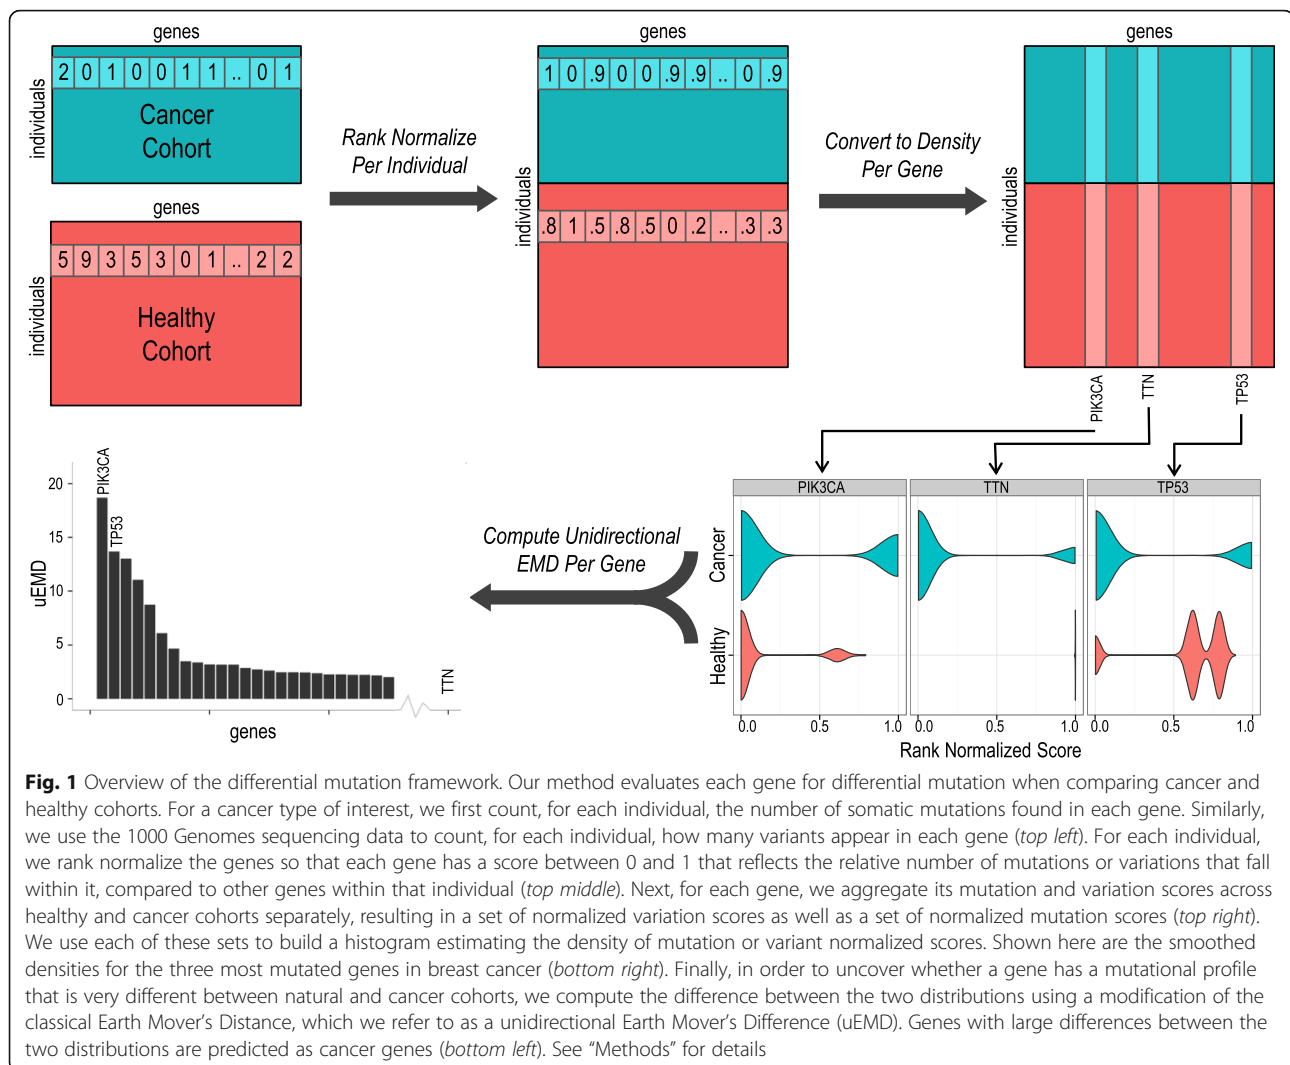 genes
individuals
2 0 1 0 0 1 1 .. 0 1
Cancer
Cohort
genes
individuals
5 9 3 5 3 0 1 .. 2 2
Healthy
Cohort
Rank Normalize
Per Individual
genes
individuals
1 0 .9 0 0 .9 .9 .. 0 .9
.8 1 .5 .8 .5 0 .2 .. .3 .3
Convert to Density
Per Gene
genes
individuals
PIK3CA
TTN
TP53
PIK3CA
TTN
TP53
Cancer
Healthy
0.0 0.5 1.0
0.0 0.5 1.0
0.0 0.5 1.0
Rank Normalized Score
Compute Unidirectional
EMD Per Gene
uEMD
20
15
10
5
0
PIK3CA
TP53
TTN
genes
Fig. 1 Overview of the differential mutation framework. Our method evaluates each gene for differential mutation when comparing cancer and
healthy cohorts. For a cancer type of interest, we first count, for each individual, the number of somatic mutations found in each gene. Similarly,
we use the 1000 Genomes sequencing data to count, for each individual, how many variants appear in each gene (top left). For each individual,
we rank normalize the genes so that each gene has a score between 0 and 1 that reflects the relative number of mutations or variations that fall
within it, compared to other genes within that individual (top middle). Next, for each gene, we aggregate its mutation and variation scores across
healthy and cancer cohorts separately, resulting in a set of normalized variation scores as well as a set of normalized mutation scores (top right).
We use each of these sets to build a histogram estimating the density of mutation or variant normalized scores. Shown here are the smoothed
densities for the three most mutated genes in breast cancer (bottom right). Finally, in order to uncover whether a gene has a mutational profile
that is very different between natural and cancer cohorts, we compute the difference between the two distributions using a modification of the
classical Earth Mover's Distance, which we refer to as a unidirectional Earth Mover's Difference (uEMD). Genes with large differences between the
two distributions are predicted as cancer genes (bottom left). See "Methods" for details